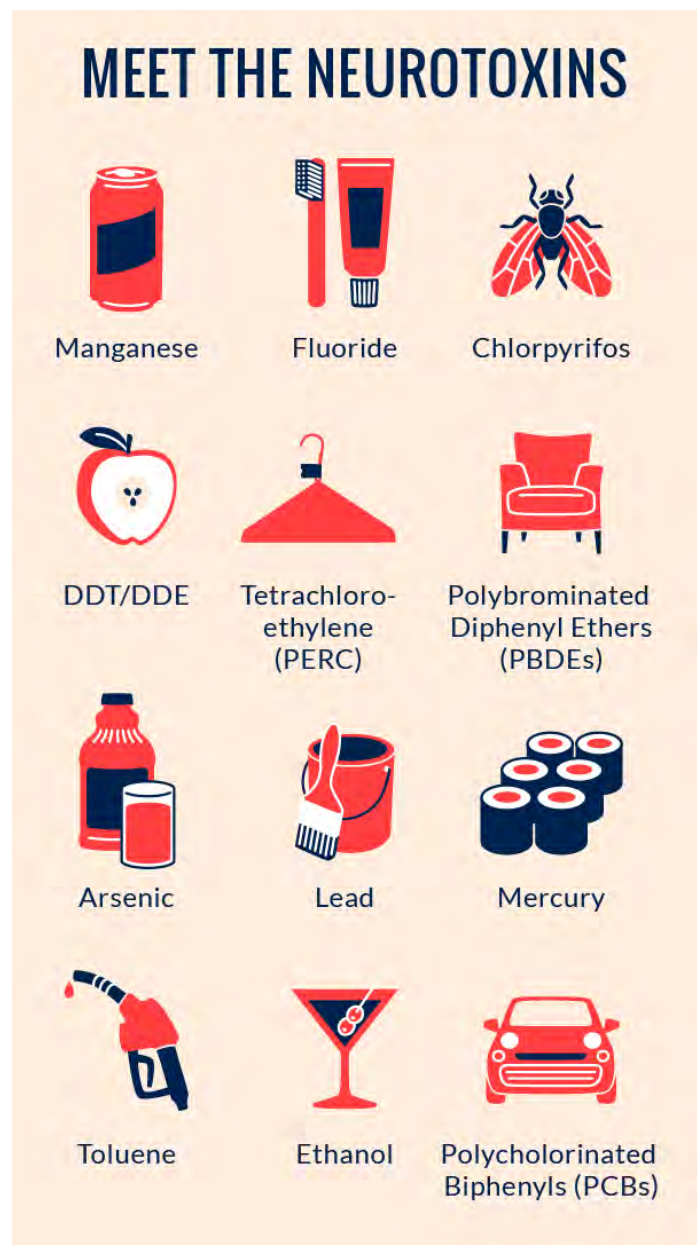 MEET THE NEUROTOXINS
Manganese
Fluoride
Chlorpyrifos
DDT/DDE
Tetrachloro-
ethylene
(PERC)
Polybrominated
Diphenyl Ethers
(PBDEs)
Arsenic
Lead
Mercury
Toluene
Ethanol
Polycholorinated
Biphenyls (PCBs)